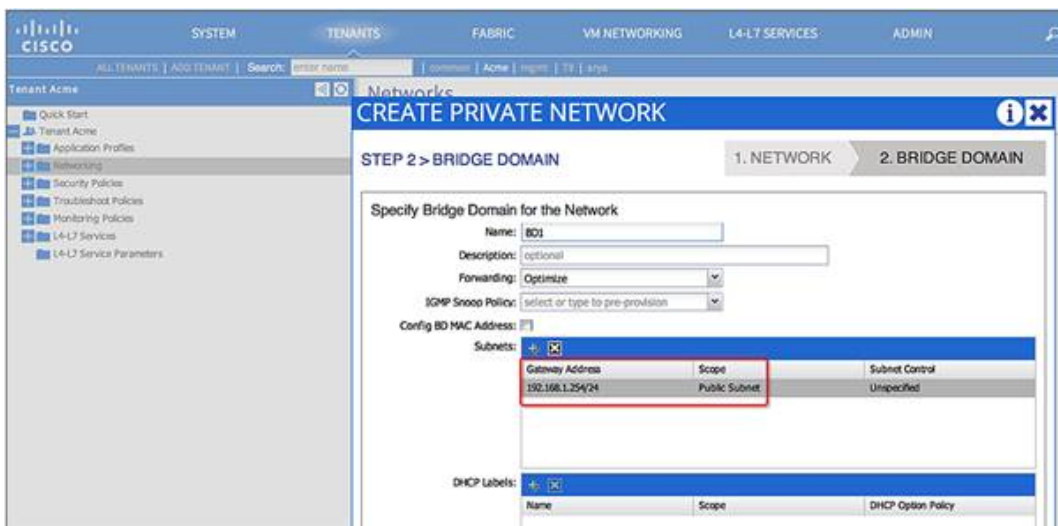 CISCO
SYSTEM TENANTS FABRIC VM NETWORKING L4-L7 SERVICES ADMIN
ALL TENANTS | ADD TENANT | Search: enter name | common | Acme | mgmt |
Tenant Acme
Networks
Quick Start
Tenant Acme
Application Profiles
Networking
Security Policies
Troubleshoot Policies
Monitoring Policies
L4-L7 Services
L4-L7 Service Parameters
CREATE PRIVATE NETWORK
STEP 2 > BRIDGE DOMAIN
1. NETWORK 2. BRIDGE DOMAIN
Specify Bridge Domain for the Network
Name: BD1
Description: optional
Forwarding: Optimize
IGMP Snoop Policy: select or type to pre-provision
Config BD MAC Address:
Subnets:
Gateway Address Scope Subnet Control
192.168.1.254/24 Public Subnet Unspecified
DHCP Labels:
Name Scope DHCP Option Policy